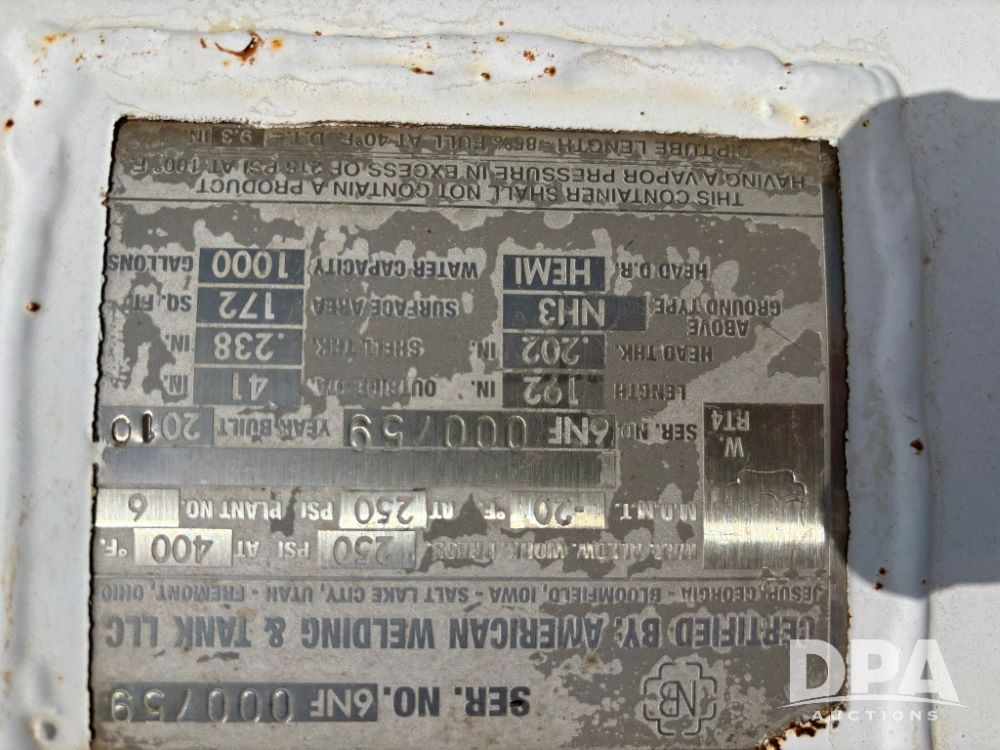 NB
SER. NO. 6NF 000759
CERTIFIED BY: AMERICAN WELDING & TANK LLC
JESUP, GEORGIA - BLOOMFIELD, IOWA - SALT LAKE CITY, UTAH - FREMONT, OHIO
MAX. ALLOW. WORK PRESS. 250 PSI AT 400 °F.
M.D.M.T. -20 °F. AT 250 PSI PLANT NO. 6
W.
RT4
SER. NO. 6NF 000759 YEAR BUILT 2010
LENGTH 192 IN. OUTSIDE DIA. 41 IN.
HEAD THK. .202 IN. SHELL THK. .238 IN.
ABOVE
GROUND TYPE NH3 SURFACE AREA 172 SQ. FT.
HEAD D.R. HEMI WATER CAPACITY 1000 GALLONS
THIS CONTAINER SHALL NOT CONTAIN A PRODUCT
HAVING A VAPOR PRESSURE IN EXCESS OF 215 PSI AT 100°F.
DIPTUBE LENGTH - 85% FULL AT 40°F. D.T. = 9.3 IN
DPA
AUCTIONS